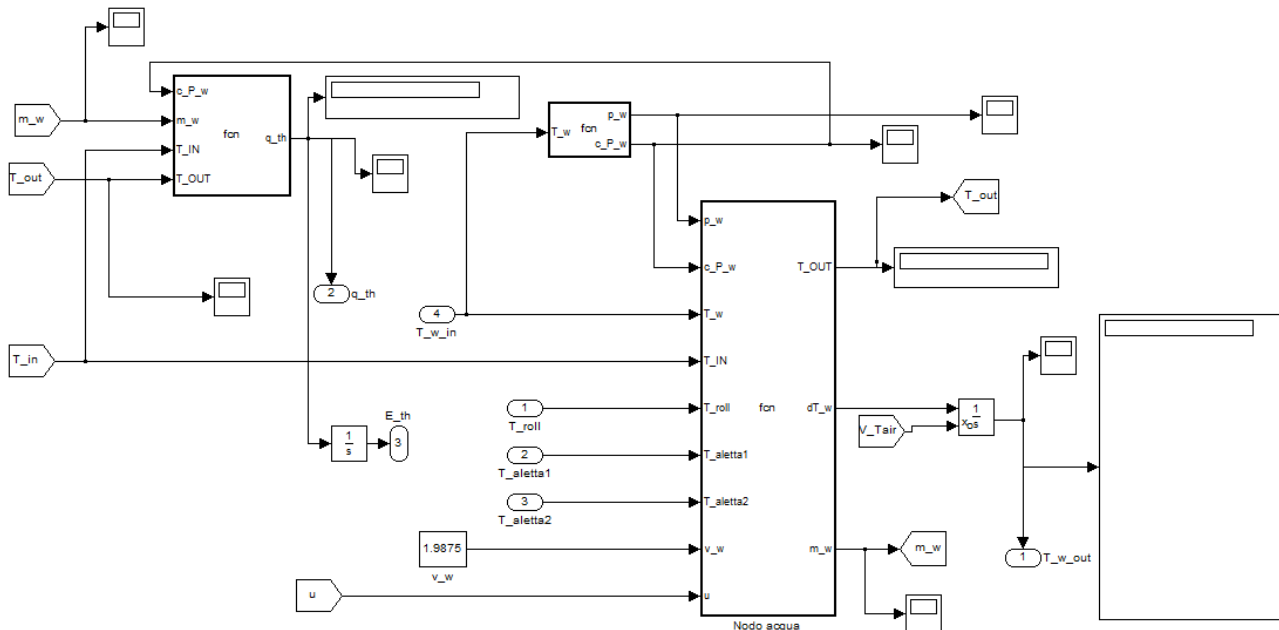 c_P_w
m_w
T_IN
T_OUT
fcn
q_th
m_w
T_out
T_in
T_w
fcn
p_w
c_P_w
2
q_th
4
T_w_in
1
s
E_th
3
1
T_roll
2
T_aletta1
3
T_aletta2
1.9875
v_w
u
p_w
c_P_w
T_w
T_IN
T_roll
T_aletta1
T_aletta2
v_w
u
fcn
T_OUT
dT_w
m_w
Nodo acqua
T_out
V_Tair
1
xo s
m_w
1
T_w_out